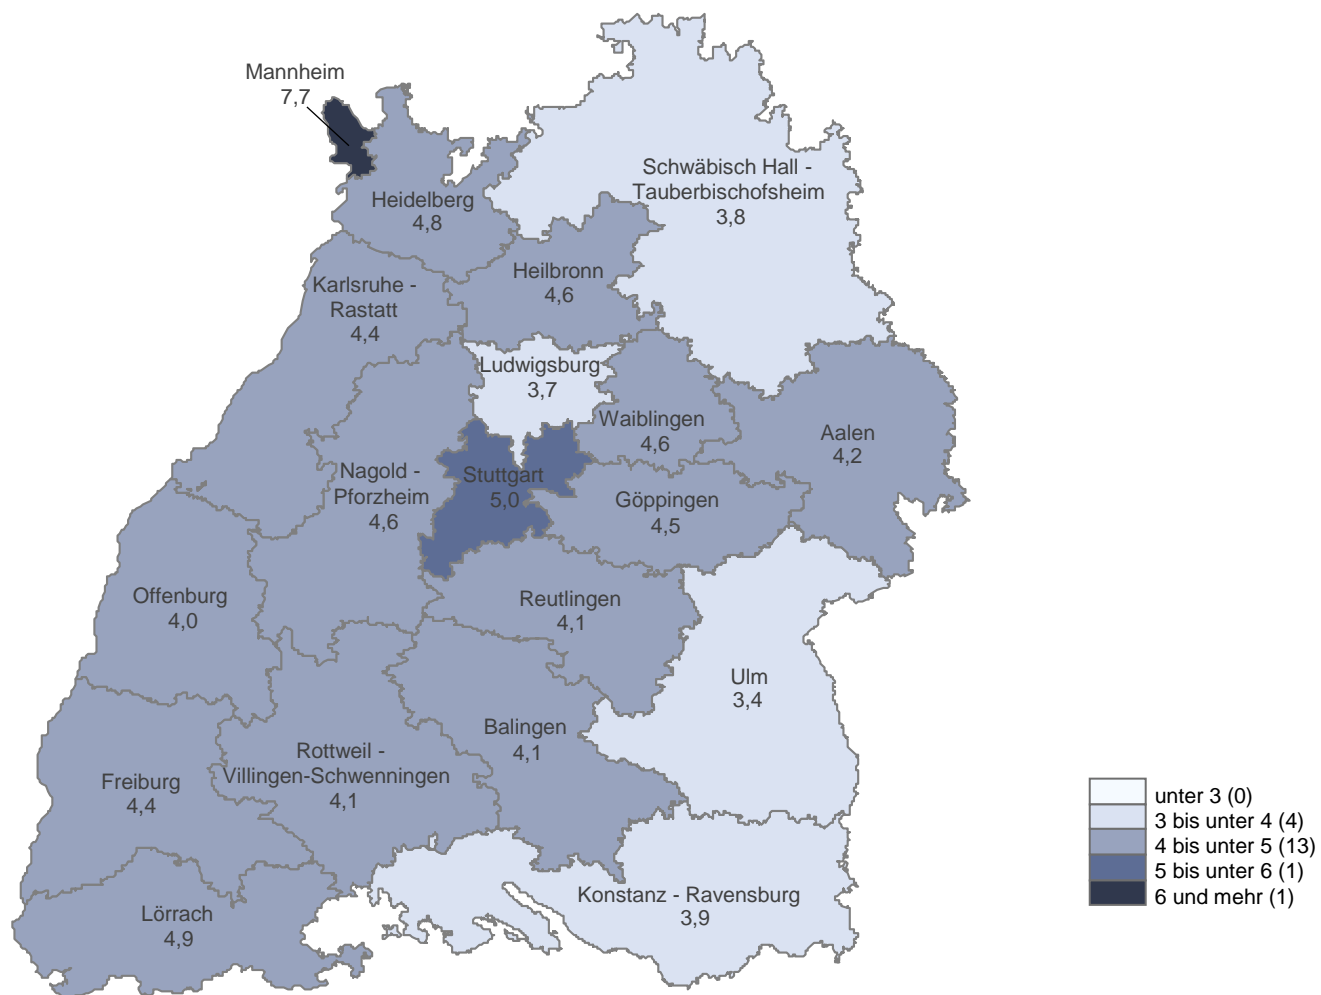 Mannheim
7,7
Schwäbisch Hall -
Tauberbischofsheim
3,8
Heidelberg
4,8
Heilbronn
4,6
Karlsruhe -
Rastatt
4,4
Ludwigsburg
3,7
Waiblingen
4,6
Aalen
4,2
Nagold -
Pforzheim
4,6
Stuttgart
5,0
Göppingen
4,5
Offenburg
4,0
Reutlingen
4,1
Ulm
3,4
Balingen
4,1
Rottweil -
Villingen-Schwenningen
4,1
Freiburg
4,4
Konstanz - Ravensburg
3,9
Lörrach
4,9
unter 3 (0)
3 bis unter 4 (4)
4 bis unter 5 (13)
5 bis unter 6 (1)
6 und mehr (1)